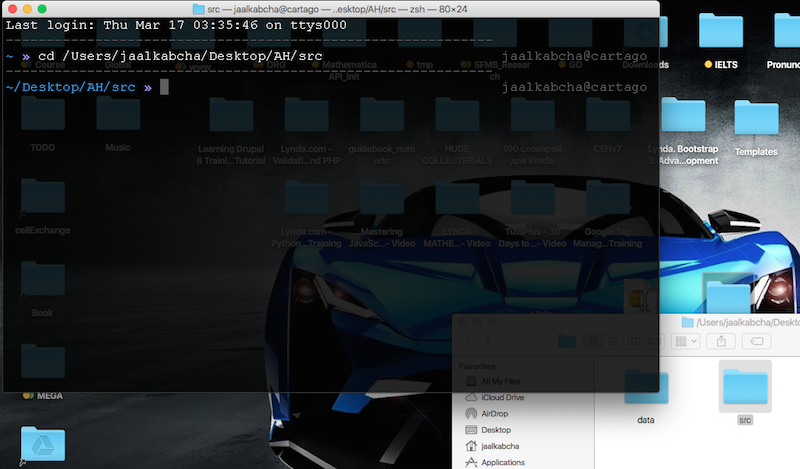 src — jaalkabcha@cartago — ..esktop/AH/src — zsh — 80×24
Last login: Thu Mar 17 03:35:46 on ttys000
~ » cd /Users/jaalkabcha/Desktop/AH/src jaalkabcha@cartago
~/Desktop/AH/src » jaalkabcha@cartago
Course
Global
www
ORG
Mathematica
API_Init
tmp
SFMB_Resear
ch
GO
Downloads
IELTS
Pronunc
TODO
Music
Learning Drupal
8 Traini...Tutorial
Lynda.com -
Validati...nd PHP
guidebook_num
eric
HUGE
COLLE...TERIALS
100 словарей
для Kindle
CEHv7
Lynda. Bootstrap
3. Adva...opment
Templates
cellExchange
Lynda.com -
Python...Training
Mastering
JavaSc... - Video
LYNDA
MATHE... - Video
TutsPlus - 30
Days to... - Video
Google Tag
Manag...Training
Book
MEGA
/Users/jaalkabcha/Deskto
Favorites
All My Files
iCloud Drive
AirDrop
Desktop
jaalkabcha
Applications
data
src